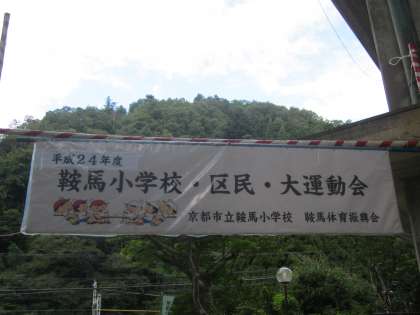 平成24年度
鞍馬小学校・区民・大運動会
京都市立鞍馬小学校 鞍馬体育振興会